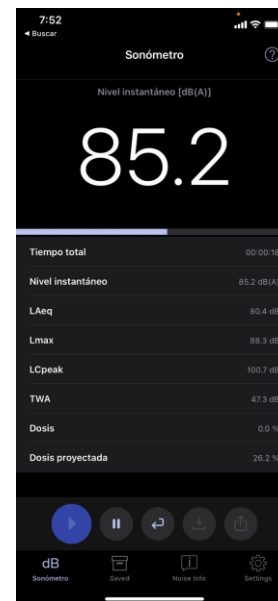 7:52
◀ Buscar
Sonómetro
?
Nivel instantáneo [dB(A)]
85.2
Tiempo total 00:00:18
Nivel instantáneo 85.2 dB(A)
LAeq 80.4 dB
Lmax 88.3 dB
LCpeak 100.7 dB
TWA 47.3 dB
Dosis 0.0 %
Dosis proyectada 26.2 %
dB
Sonómetro Saved Noise Info Settings